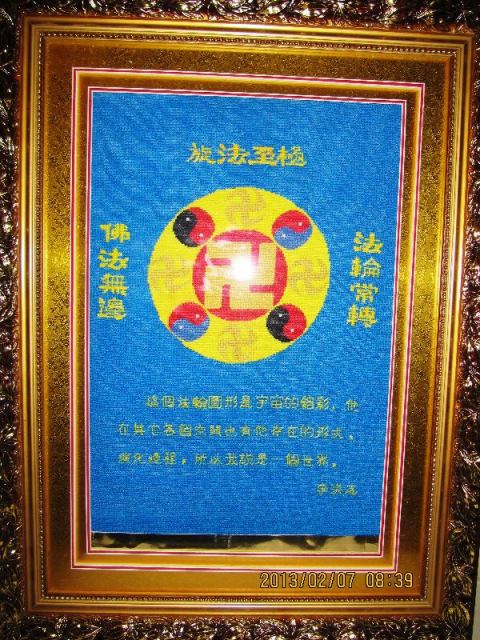 旋法至極
佛法無邊
法輪常轉
這個法輪圖形是宇宙的縮影，他
在其它各個空間也有他存在的形式、
演化過程，所以我說是一個世界。
李洪志
2013/02/07 08:39